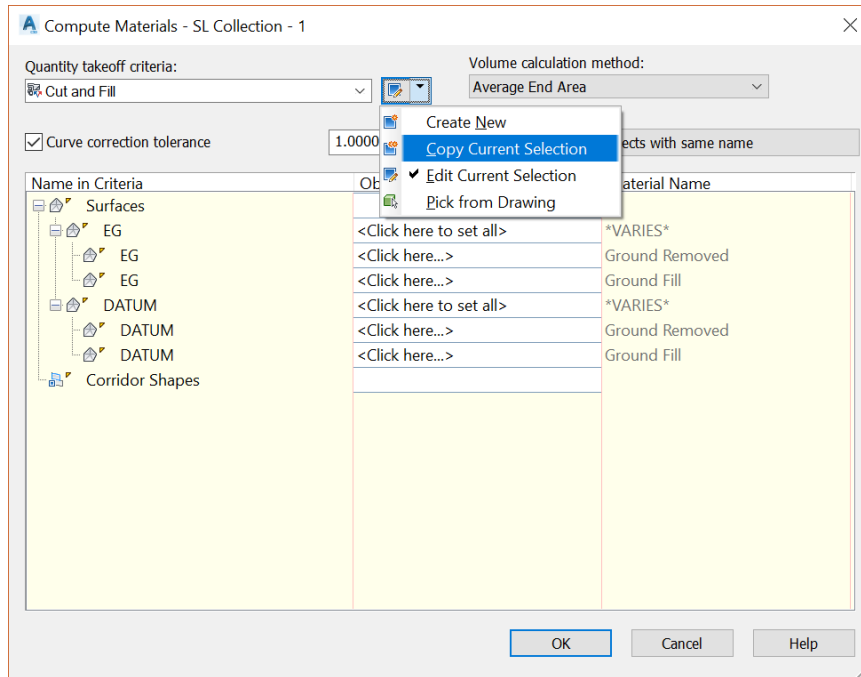 Compute Materials - SL Collection - 1
Quantity takeoff criteria:
Volume calculation method:
Cut and Fill
Average End Area
Create New
Curve correction tolerance
1.0000
Copy Current Selection
ects with same name
Edit Current Selection
Name in Criteria
Ob
aterial Name
Pick from Drawing
Surfaces
EG
<Click here to set all>
*VARIES*
EG
<Click here...>
Ground Removed
EG
<Click here...>
Ground Fill
DATUM
<Click here to set all>
*VARIES*
DATUM
<Click here...>
Ground Removed
DATUM
<Click here...>
Ground Fill
Corridor Shapes
OK
Cancel
Help